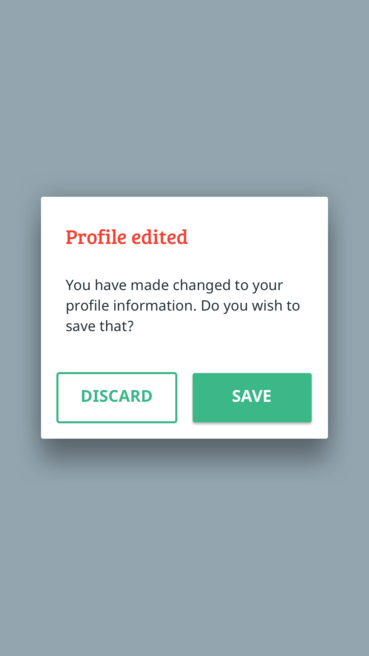 Profile edited
You have made changed to your
profile information. Do you wish to
save that?
DISCARD
SAVE